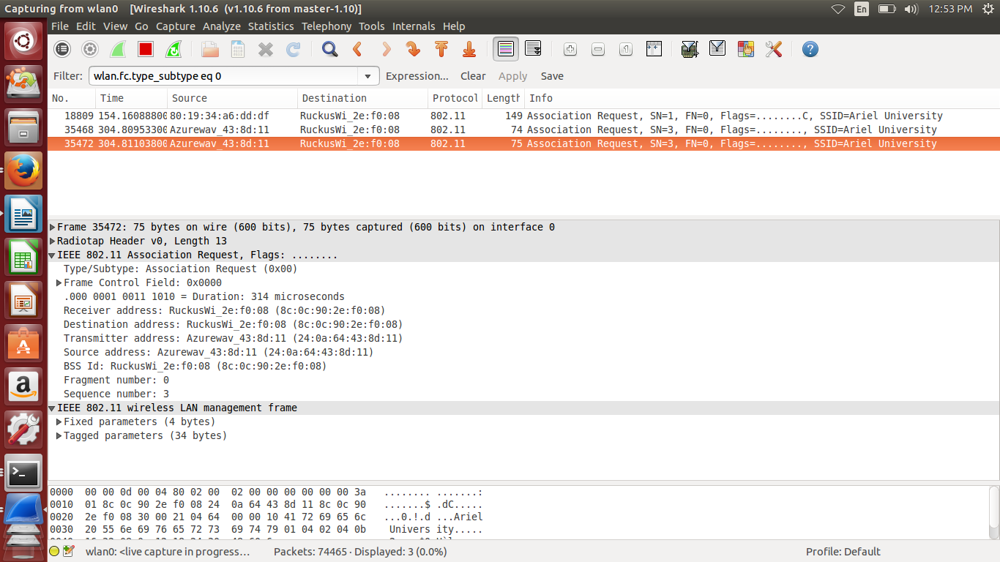 Capturing from wlan0 [Wireshark 1.10.6 (v1.10.6 from master-1.10)]
En
12:53 PM
File Edit View Go Capture Analyze Statistics Telephony Tools Internals Help
Filter: wlan.fc.type_subtype eq 0 Expression... Clear Apply Save
No. Time Source Destination Protocol Length Info
18809 154.16088800 80:19:34:a6:dd:df RuckusWi_2e:f0:08 802.11 149 Association Request, SN=1, FN=0, Flags=........C, SSID=Ariel University
35468 304.80953300 Azurewav_43:8d:11 RuckusWi_2e:f0:08 802.11 74 Association Request, SN=3, FN=0, Flags=........, SSID=Ariel University
35472 304.81103800 Azurewav_43:8d:11 RuckusWi_2e:f0:08 802.11 75 Association Request, SN=3, FN=0, Flags=........, SSID=Ariel University
Frame 35472: 75 bytes on wire (600 bits), 75 bytes captured (600 bits) on interface 0
Radiotap Header v0, Length 13
IEEE 802.11 Association Request, Flags: ........
Type/Subtype: Association Request (0x00)
Frame Control Field: 0x0000
.000 0001 0011 1010 = Duration: 314 microseconds
Receiver address: RuckusWi_2e:f0:08 (8c:0c:90:2e:f0:08)
Destination address: RuckusWi_2e:f0:08 (8c:0c:90:2e:f0:08)
Transmitter address: Azurewav_43:8d:11 (24:0a:64:43:8d:11)
Source address: Azurewav_43:8d:11 (24:0a:64:43:8d:11)
BSS Id: RuckusWi_2e:f0:08 (8c:0c:90:2e:f0:08)
Fragment number: 0
Sequence number: 3
IEEE 802.11 wireless LAN management frame
Fixed parameters (4 bytes)
Tagged parameters (34 bytes)
0000 00 00 0d 00 04 80 02 00 02 00 00 00 00 00 00 3a ........ .......:
0010 01 8c 0c 90 2e f0 08 24 0a 64 43 8d 11 8c 0c 90 .......$ .dC.....
0020 2e f0 08 30 00 21 04 64 00 00 10 41 72 69 65 6c ...0.!.d ...Ariel
0030 20 55 6e 69 76 65 72 73 69 74 79 01 04 02 04 0b Univers ity.....
wlan0: <live capture in progress... Packets: 74465 · Displayed: 3 (0.0%) Profile: Default